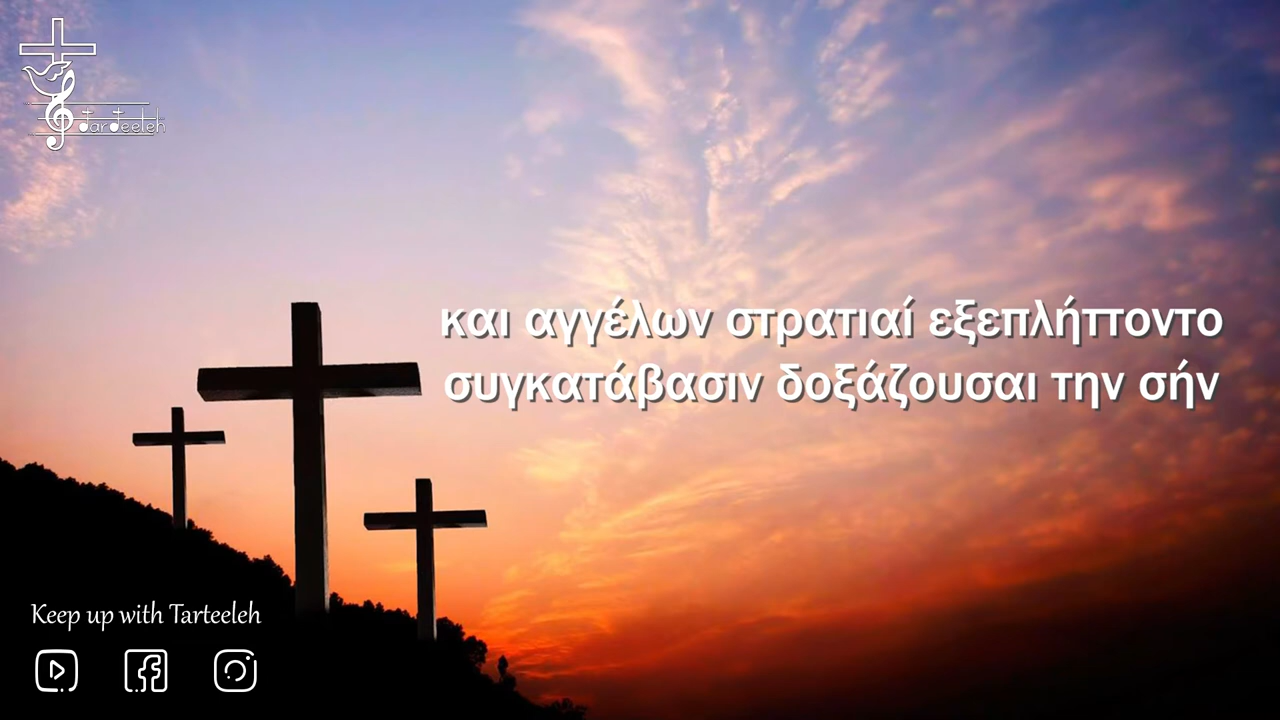 tarteeleh
και αγγέλων στρατιαί εξεπλήττοντο
συγκατάβασιν δοξάζουσαι την σήν
Keep up with Tarteeleh